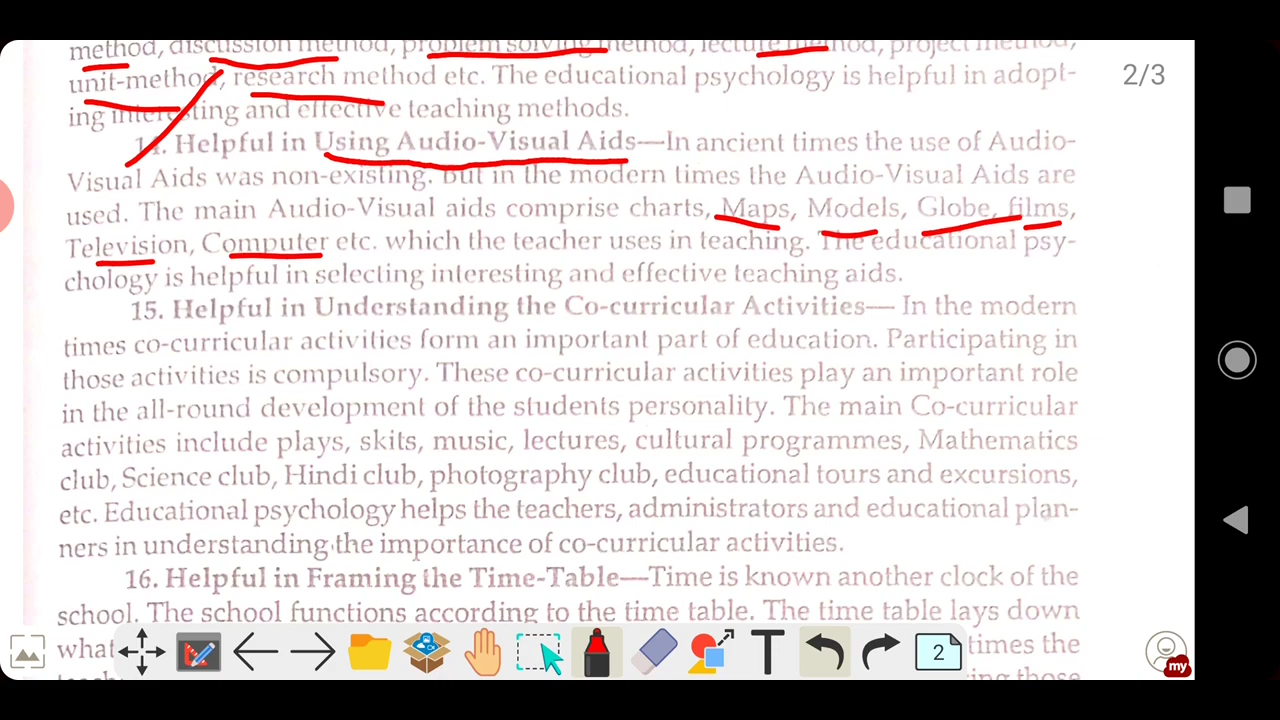 method, discussion method, problem solving method, lecture method, project method,
unit-method, research method etc. The educational psychology is helpful in adopt-
ing interesting and effective teaching methods.
14. Helpful in Using Audio-Visual Aids—In ancient times the use of Audio-
Visual Aids was non-existing. But in the modern times the Audio-Visual Aids are
used. The main Audio-Visual aids comprise charts, Maps, Models, Globe, films,
Television, Computer etc. which the teacher uses in teaching. The educational psy-
chology is helpful in selecting interesting and effective teaching aids.
15. Helpful in Understanding the Co-curricular Activities— In the modern
times co-curricular activities form an important part of education. Participating in
those activities is compulsory. These co-curricular activities play an important role
in the all-round development of the students personality. The main Co-curricular
activities include plays, skits, music, lectures, cultural programmes, Mathematics
club, Science club, Hindi club, photography club, educational tours and excursions,
etc. Educational psychology helps the teachers, administrators and educational plan-
ners in understanding the importance of co-curricular activities.
16. Helpful in Framing the Time-Table—Time is known another clock of the
school. The school functions according to the time table. The time table lays down
what times the
those
2/3
T
2
my